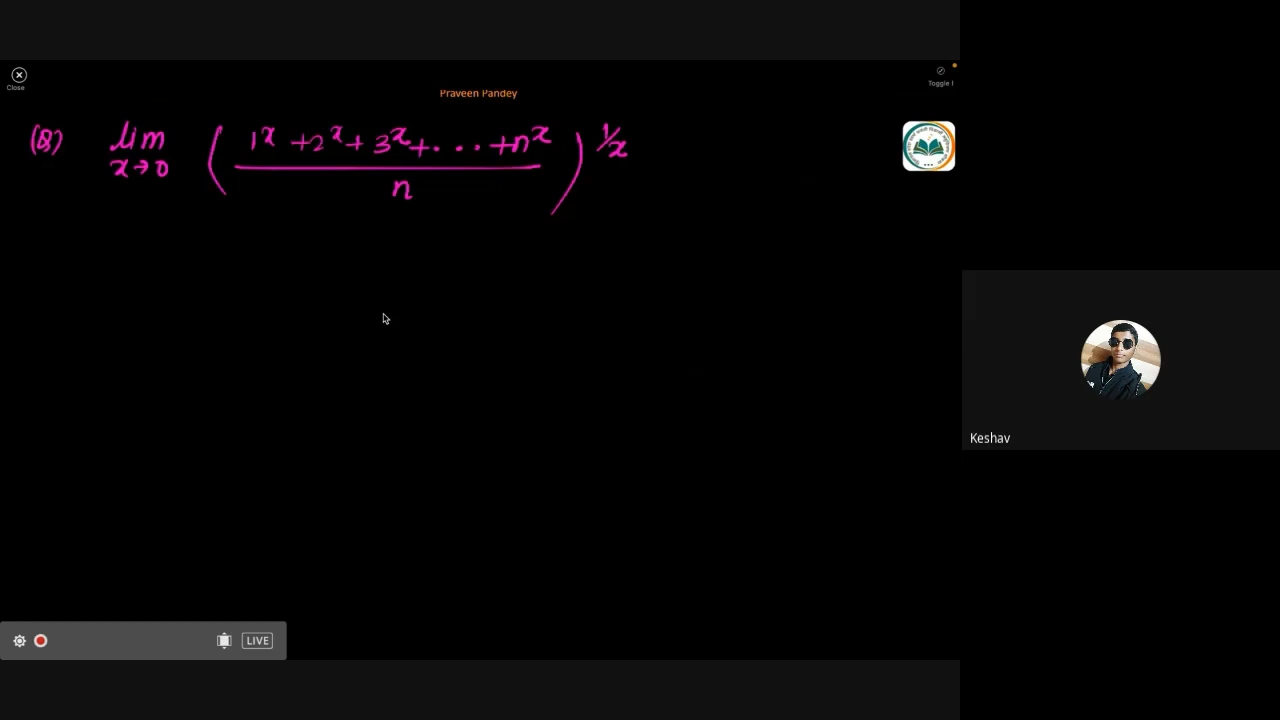 Close
Toggle l
Praveen Pandey
(Q) lim x→0 ( 1^x + 2^x + 3^x + . . . + n^x / n )^1/x
Keshav
LIVE